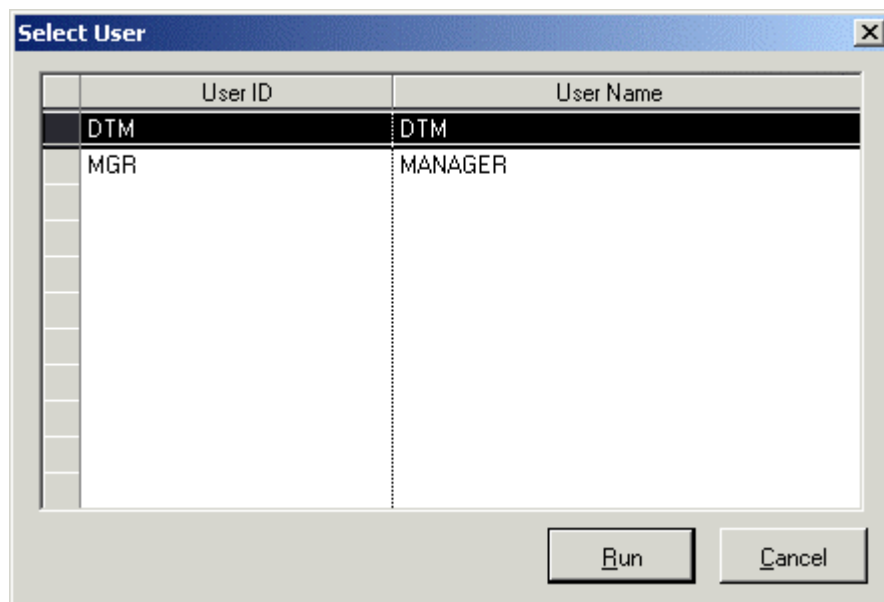 Select User
User ID User Name
DTM DTM
MGR MANAGER
Run Cancel